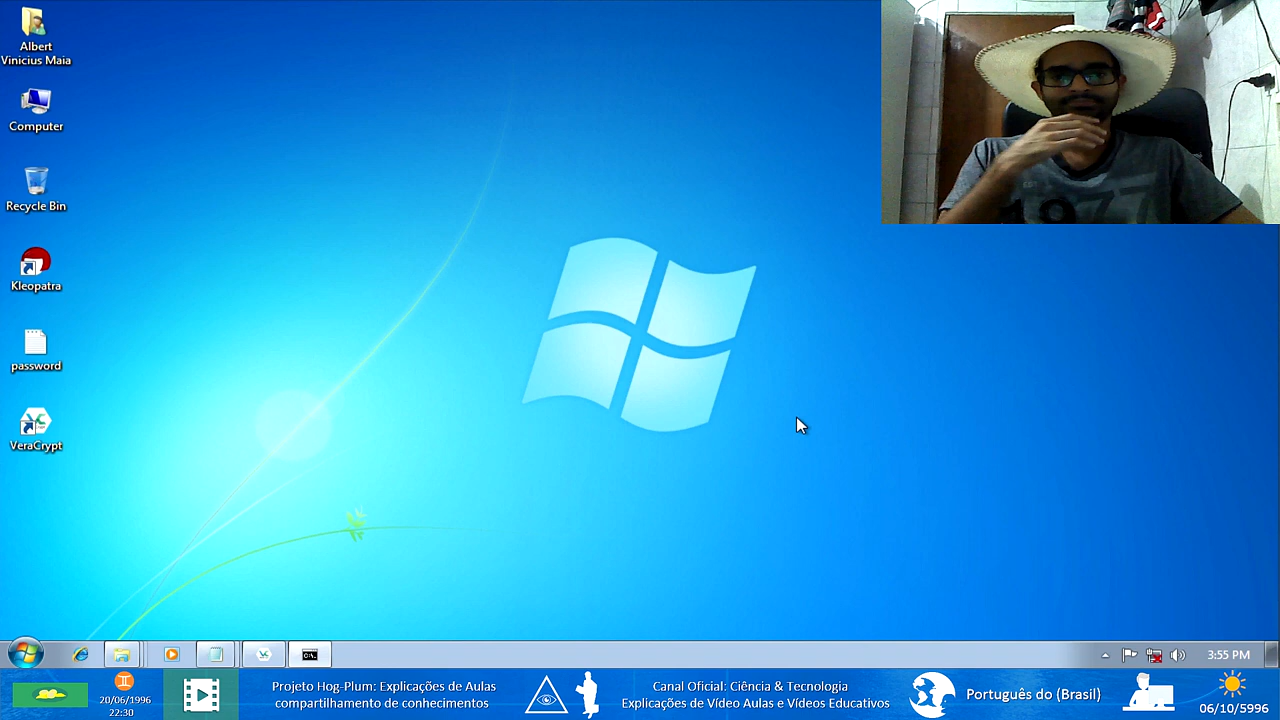 Albert
Vinicius Maia
Computer
Recycle Bin
Kleopatra
password
VeraCrypt
1977
C:\.
3:55 PM
20/06/1996
22:30
Projeto Hog-Plum: Explicações de Aulas
compartilhamento de conhecimentos
Canal Oficial: Ciência & Tecnologia
Explicações de Vídeo Aulas e Vídeos Educativos
Português do (Brasil)
06/10/5996